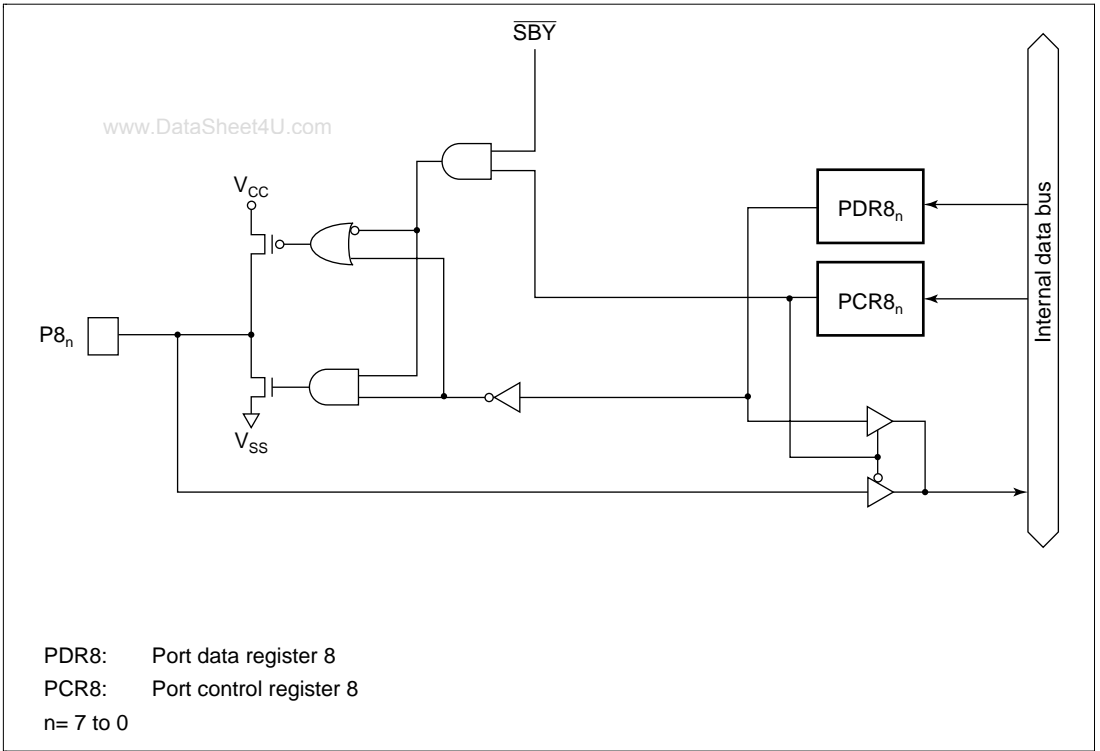 SBY
www.DataSheet4U.com
VCC
PDR8n
PCR8n
Internal data bus
P8n
VSS
PDR8: Port data register 8
PCR8: Port control register 8
n= 7 to 0